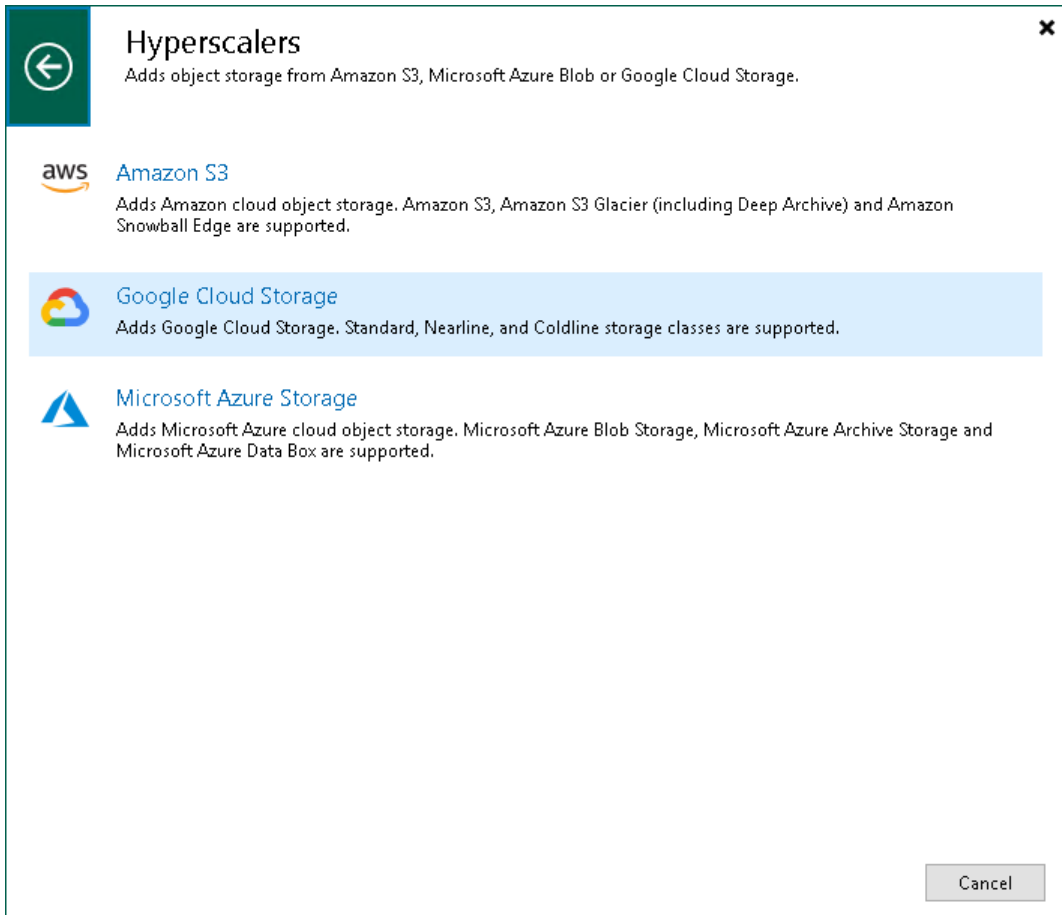 Hyperscalers
Adds object storage from Amazon S3, Microsoft Azure Blob or Google Cloud Storage.
aws
Amazon S3
Adds Amazon cloud object storage. Amazon S3, Amazon S3 Glacier (including Deep Archive) and Amazon
Snowball Edge are supported.
Google Cloud Storage
Adds Google Cloud Storage. Standard, Nearline, and Coldline storage classes are supported.
Microsoft Azure Storage
Adds Microsoft Azure cloud object storage. Microsoft Azure Blob Storage, Microsoft Azure Archive Storage and
Microsoft Azure Data Box are supported.
Cancel